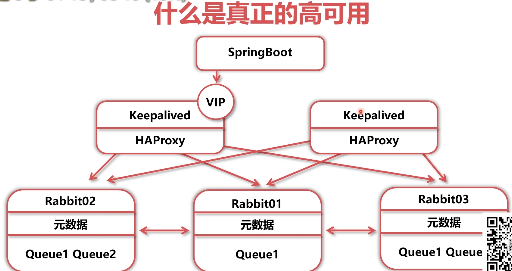 什么是真正的高可用
SpringBoot
VIP
Keepalived
HAProxy
Keepalived
HAProxy
Rabbit02
元数据
Queue1 Queue2
Rabbit01
元数据
Queue1
Rabbit03
元数据
Queue1 Queue